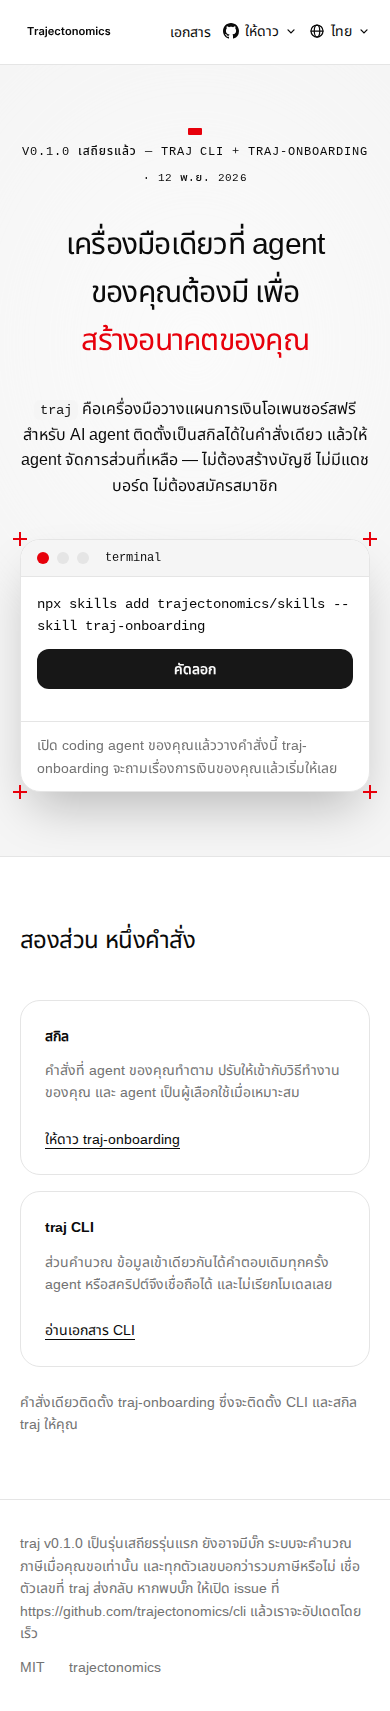 Trajectonomics
เอกสาร
ให้ดาว
ไทย
V0.1.0 เสถียรแล้ว — TRAJ CLI + TRAJ-ONBOARDING
· 12 พ.ย. 2026
เครื่องมือเดียวที่ agent
ของคุณต้องมี เพื่อ
สร้างอนาคตของคุณ
traj คือเครื่องมือวางแผนการเงินโอเพนซอร์สฟรี
สำหรับ AI agent ติดตั้งเป็นสกิลได้ในคำสั่งเดียว แล้วให้
agent จัดการส่วนที่เหลือ — ไม่ต้องสร้างบัญชี ไม่มีแดช
บอร์ด ไม่ต้องสมัครสมาชิก
terminal
npx skills add trajectonomics/skills --
skill traj-onboarding
คัดลอก
เปิด coding agent ของคุณแล้ววางคำสั่งนี้ traj-
onboarding จะถามเรื่องการเงินของคุณแล้วเริ่มให้เลย
สองส่วน หนึ่งคำสั่ง
สกิล
คำสั่งที่ agent ของคุณทำตาม ปรับให้เข้ากับวิธีทำงาน
ของคุณ และ agent เป็นผู้เลือกใช้เมื่อเหมาะสม
ให้ดาว traj-onboarding
traj CLI
ส่วนคำนวณ ข้อมูลเข้าเดียวกันได้คำตอบเดิมทุกครั้ง
agent หรือสคริปต์จึงเชื่อถือได้ และไม่เรียกโมเดลเลย
อ่านเอกสาร CLI
คำสั่งเดียวติดตั้ง traj-onboarding ซึ่งจะติดตั้ง CLI และสกิล
traj ให้คุณ
traj v0.1.0 เป็นรุ่นเสถียรรุ่นแรก ยังอาจมีบั๊ก ระบบจะคำนวณ
ภาษีเมื่อคุณขอเท่านั้น และทุกตัวเลขบอกว่ารวมภาษีหรือไม่ เชื่อ
ตัวเลขที่ traj ส่งกลับ หากพบบั๊ก ให้เปิด issue ที่
https://github.com/trajectonomics/cli แล้วเราจะอัปเดตโดย
เร็ว
MIT
trajectonomics